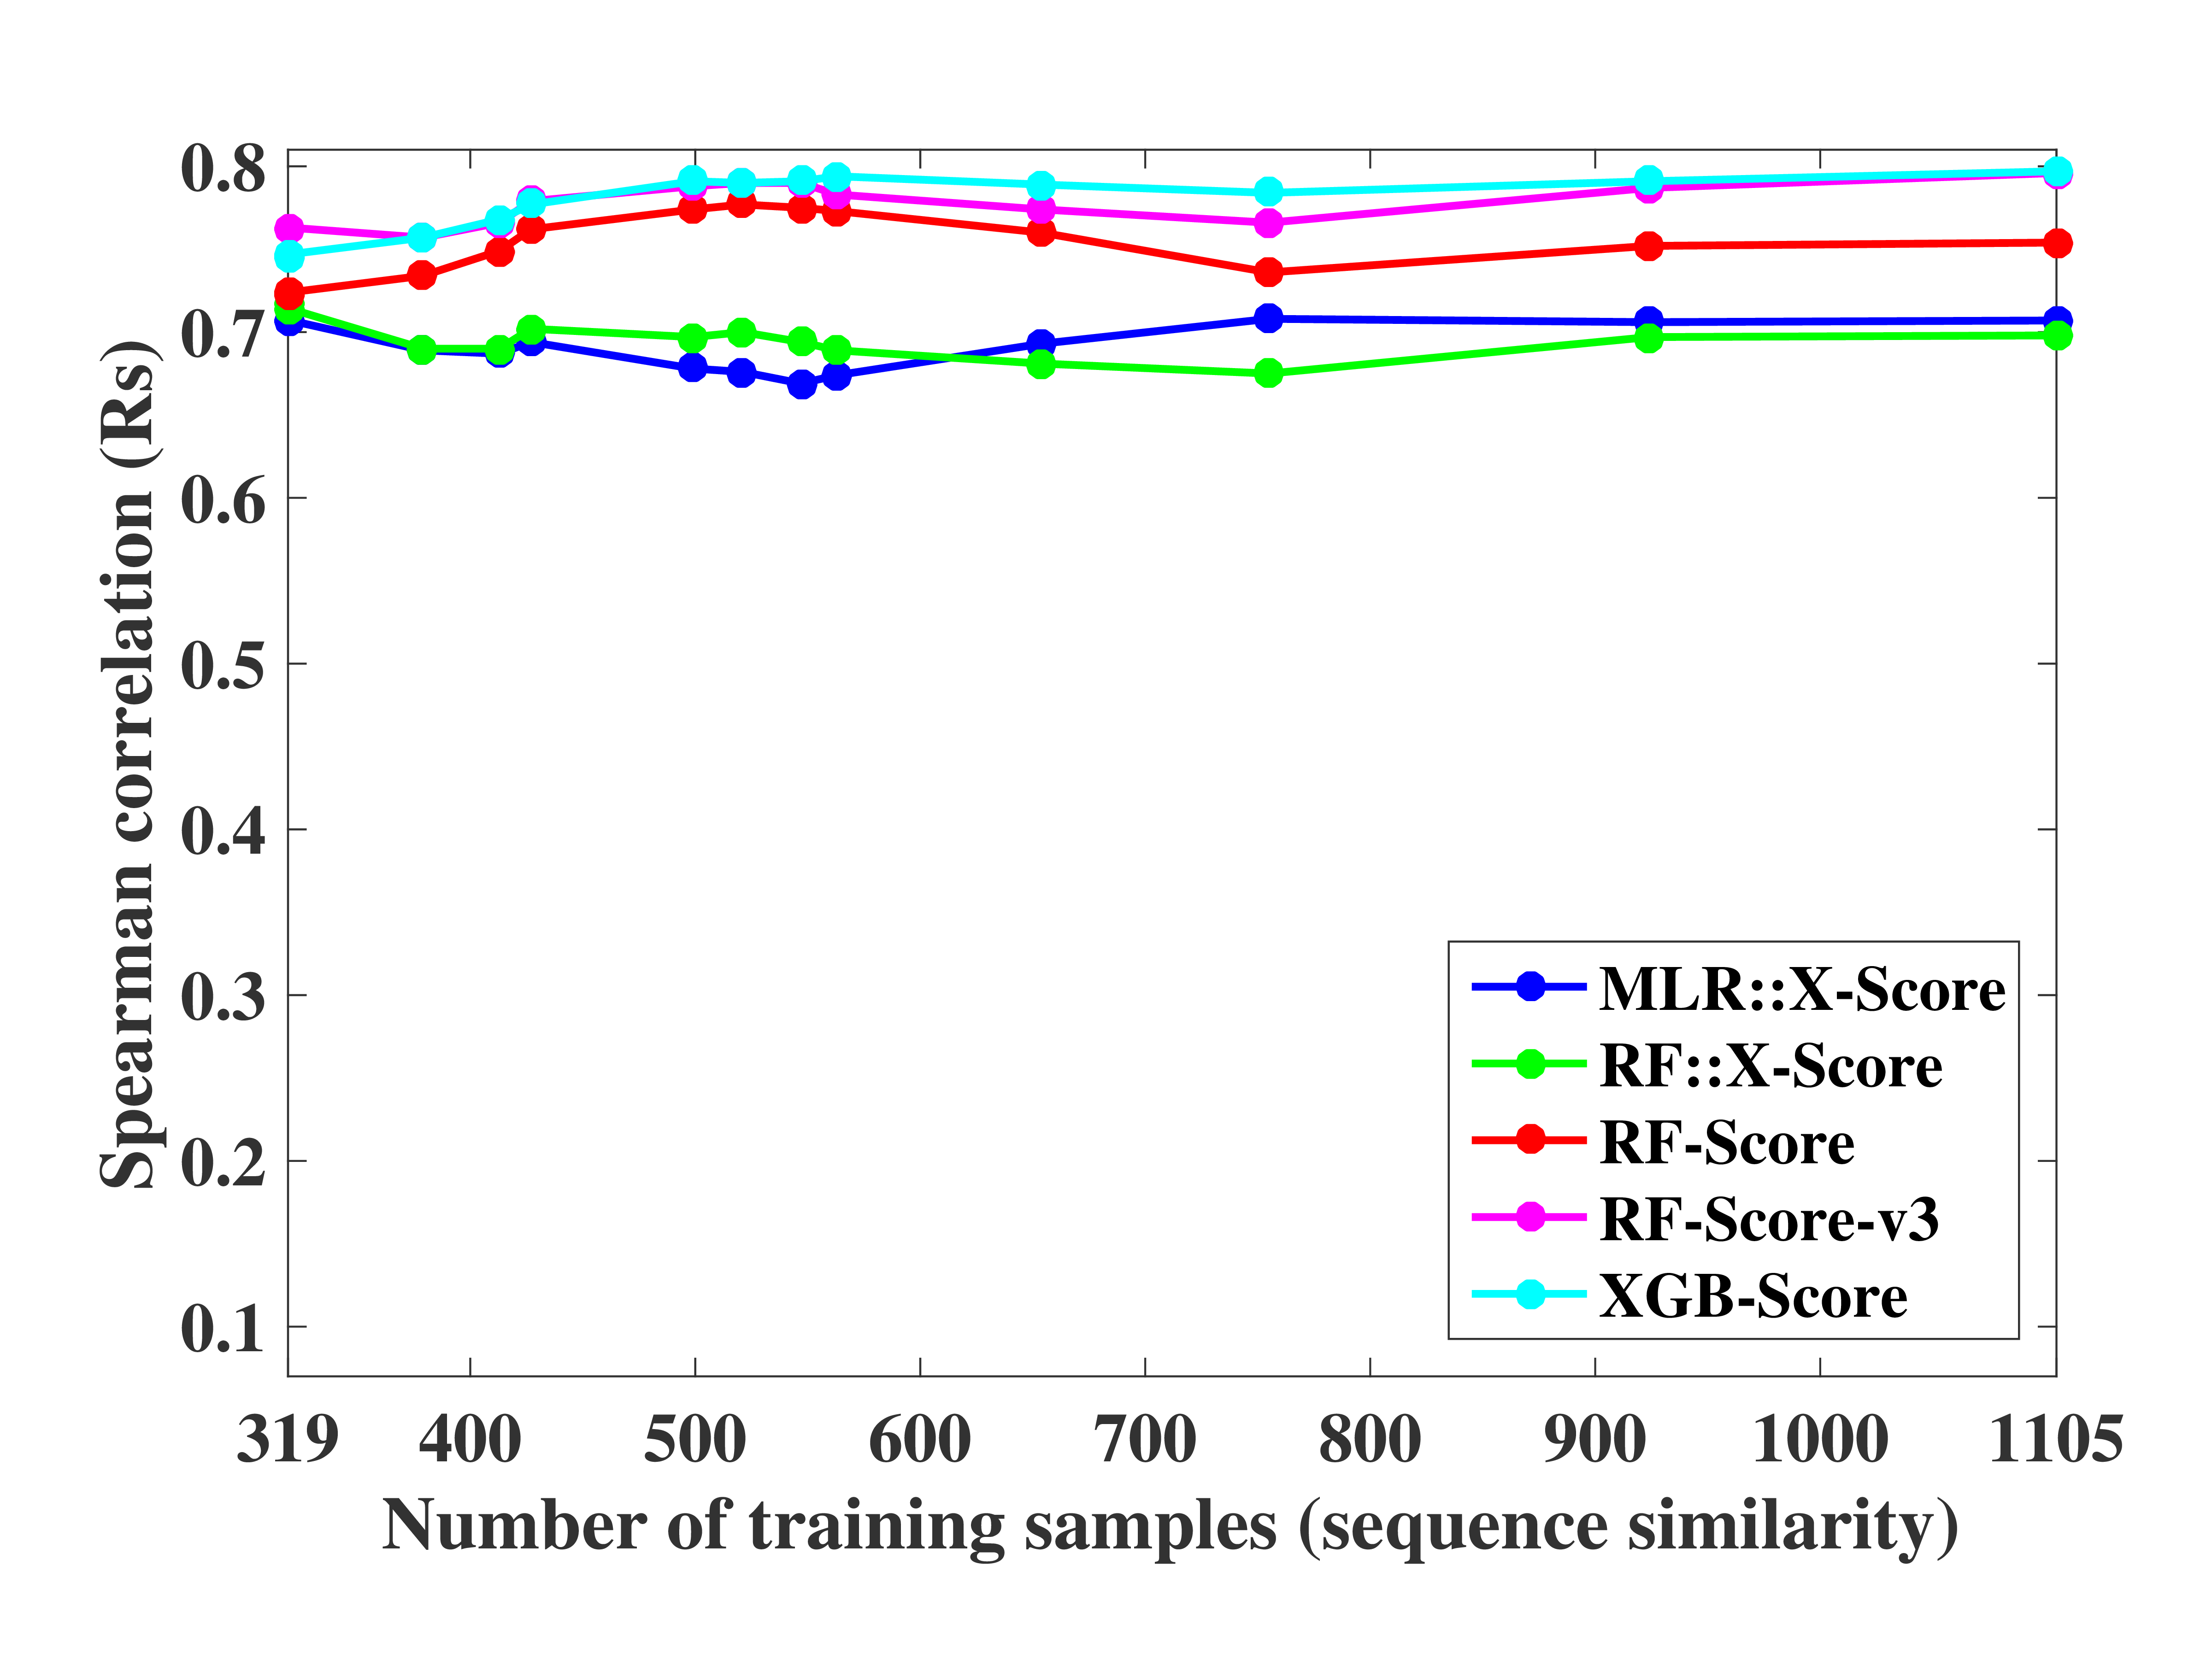 0.8
0.7
0.6
0.5
0.4
0.3
0.2
0.1
Spearman correlation (Rs)
MLR::X-Score
RF::X-Score
RF-Score
RF-Score-v3
XGB-Score
319 400 500 600 700 800 900 1000 1105
Number of training samples (sequence similarity)